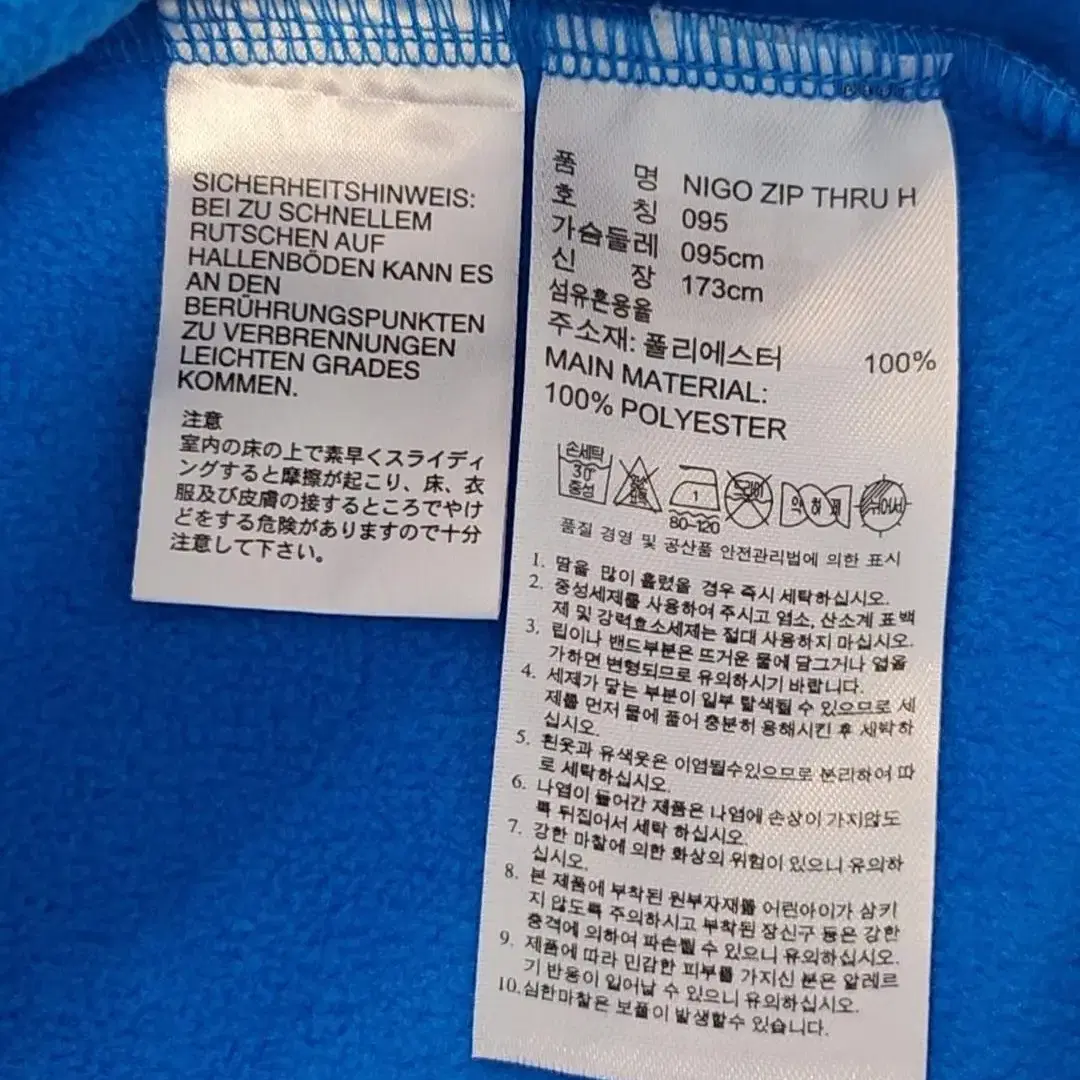 SICHERHEITSHINWEIS:
BEI ZU SCHNELLEM
RUTSCHEN AUF
HALLENBÖDEN KANN ES
AN DEN
BERÜHRUNGSPUNKTEN
ZU VERBRENNUNGEN
LEICHTEN GRADES
KOMMEN.
注意
室内の床の上で素早くスライディ
ングすると摩擦が起こり、床、衣
服及び皮膚の接するところでやけ
どをする危険がありますので十分
注意して下さい。
품 명 NIGO ZIP THRU H
호 칭 095
가슴둘레 095cm
신 장 173cm
섬유혼용율
주소재: 폴리에스터 100%
MAIN MATERIAL:
100% POLYESTER
손세탁
30°
중성
1
80-120
드라이
약하게
뉘어서
품질 경영 및 공산품 안전관리법에 의한 표시
1. 땀을 많이 흘렸을 경우 즉시 세탁하십시오.
2. 중성세제를 사용하여 주시고 염소, 산소계 표백
제 및 강력효소세제는 절대 사용하지 마십시오.
3. 립이나 밴드부분은 뜨거운 물에 담그거나 열을
가하면 변형되므로 유의하시기 바랍니다.
4. 세제가 닿는 부분이 일부 탈색될 수 있으므로 세
제를 먼저 물에 풀어 충분히 용해시킨 후 세탁하
십시오.
5. 흰옷과 유색옷은 이염될수있으므로 분리하여 따
로 세탁하십시오.
6. 나염이 들어간 제품은 나염에 손상이 가지않도
록 뒤집어서 세탁 하십시오.
7. 강한 마찰에 의한 화상의 위험이 있으니 유의하
십시오.
8. 본 제품에 부착된 원부자재를 어린아이가 삼키
지 않도록 주의하시고 부착된 장신구 등은 강한
충격에 의하여 파손될 수 있으니 유의하십시오.
9. 제품에 따라 민감한 피부를 가지신 분은 알레르
기 반응이 일어날 수 있으니 유의하십시오.
10.심한마찰은 보풀이 발생할수 있습니다.